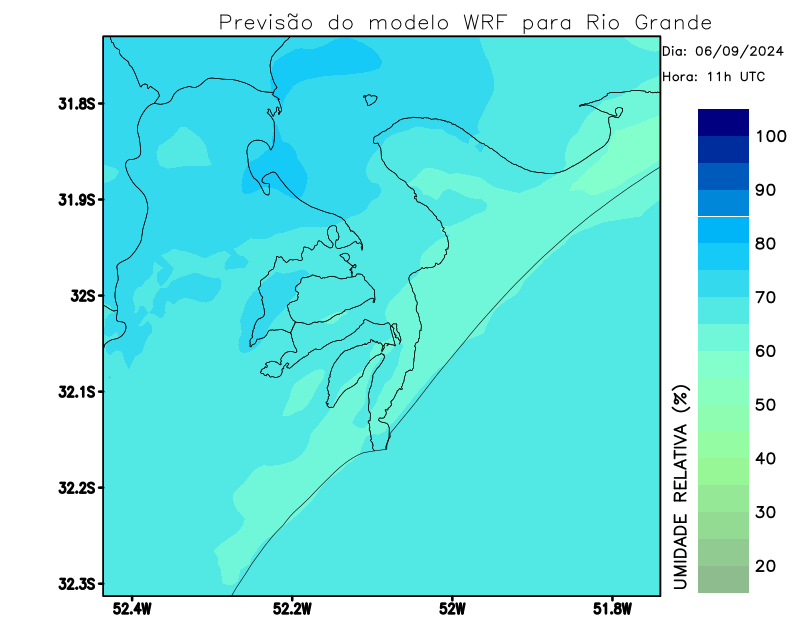 Previsão do modelo WRF para Rio Grande
Dia: 06/09/2024
Hora: 11h UTC
31.8S
31.9S
32S
32.1S
32.2S
32.3S
52.4W
52.2W
52W
51.8W
100
90
80
70
60
50
40
30
20
UMIDADE RELATIVA (%)